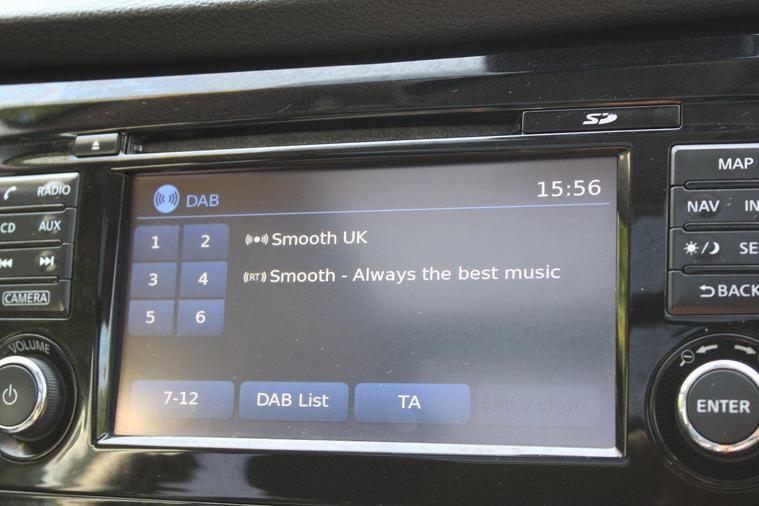 SD
MAP
RADIO
15:56
DAB
CD
AUX
NAV
1 2
Smooth UK
3 4
(RT) Smooth - Always the best music
5 6
CAMERA
BACK
VOLUME
7-12
DAB List
TA
Extra chan.
ENTER